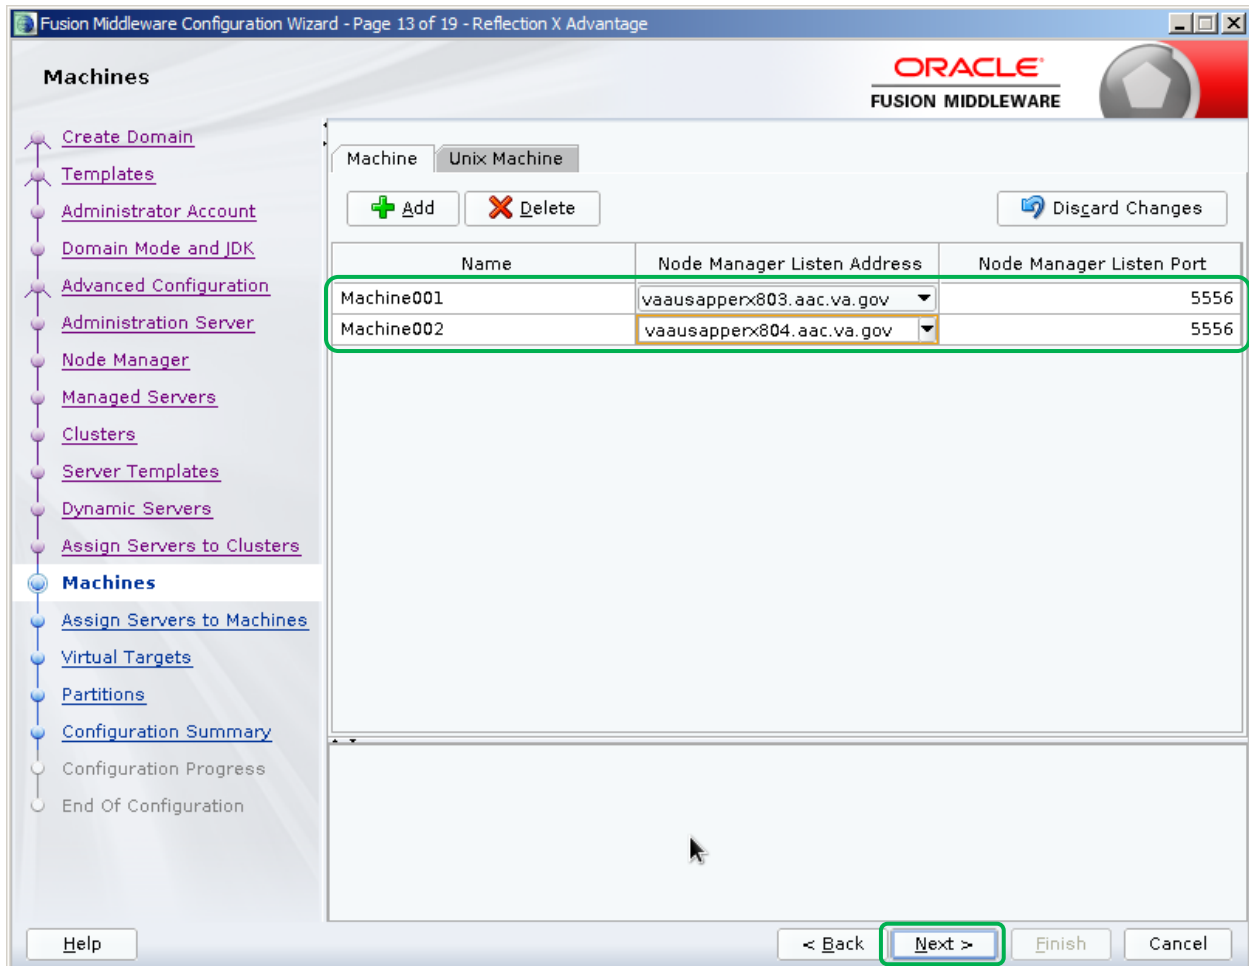 Fusion Middleware Configuration Wizard - Page 13 of 19 - Reflection X Advantage
Machines
ORACLE
FUSION MIDDLEWARE
Create Domain
Templates
Administrator Account
Domain Mode and JDK
Advanced Configuration
Administration Server
Node Manager
Managed Servers
Clusters
Server Templates
Dynamic Servers
Assign Servers to Clusters
Machines
Assign Servers to Machines
Virtual Targets
Partitions
Configuration Summary
Configuration Progress
End Of Configuration
Machine Unix Machine
Add Delete Discard Changes
Name Node Manager Listen Address Node Manager Listen Port
Machine001 vaausapperx803.aac.va.gov 5556
Machine002 vaausapperx804.aac.va.gov 5556
Help < Back Next > Finish Cancel